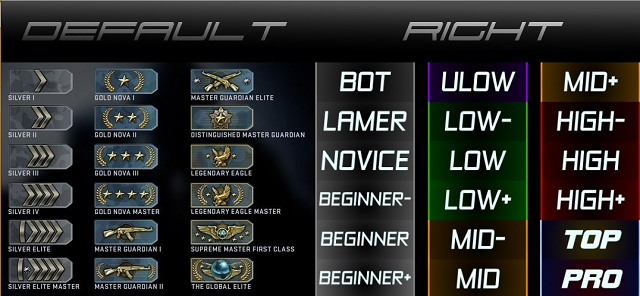 DEFAULT RIGHT
SILVER I GOLD NOVA I MASTER GUARDIAN ELITE BOT ULOW MID+
SILVER II GOLD NOVA II DISTINGUISHED MASTER GUARDIAN LAMER LOW- HIGH-
SILVER III GOLD NOVA III LEGENDARY EAGLE NOVICE LOW HIGH
SILVER IV GOLD NOVA MASTER LEGENDARY EAGLE MASTER BEGINNER- LOW+ HIGH+
SILVER ELITE MASTER GUARDIAN I SUPREME MASTER FIRST CLASS BEGINNER MID- TOP
SILVER ELITE MASTER MASTER GUARDIAN II THE GLOBAL ELITE BEGINNER+ MID PRO